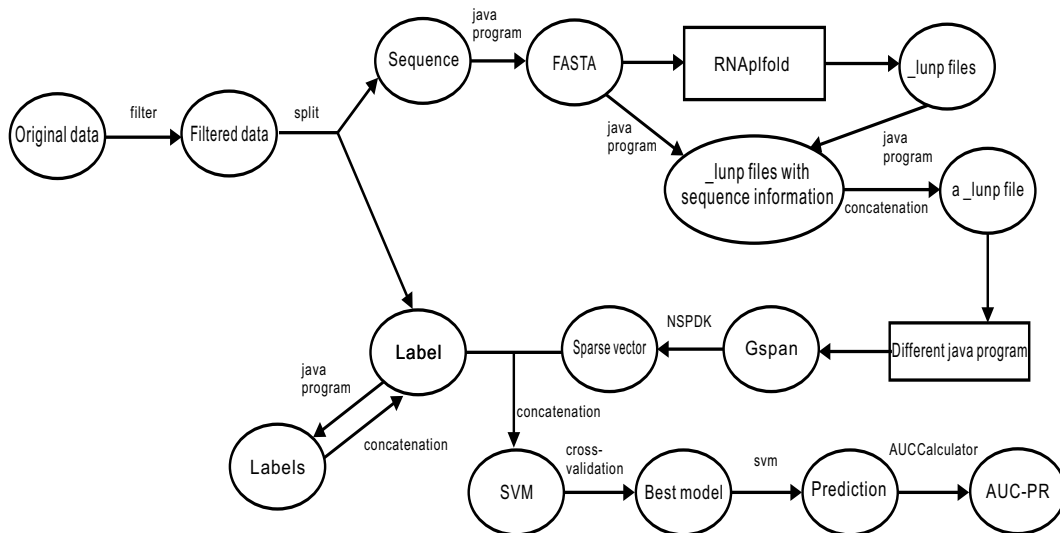 java
program
Sequence
FASTA
RNAplfold
_lunp files
filter
split
Original data
Filtered data
java
program
java
program
_lunp files with
sequence information
concatenation
a _lunp file
NSPDK
Label
Sparse vector
Gspan
Different java program
java
program
concatenation
concatenation
Labels
cross-
validation
svm
AUCCalculator
SVM
Best model
Prediction
AUC-PR